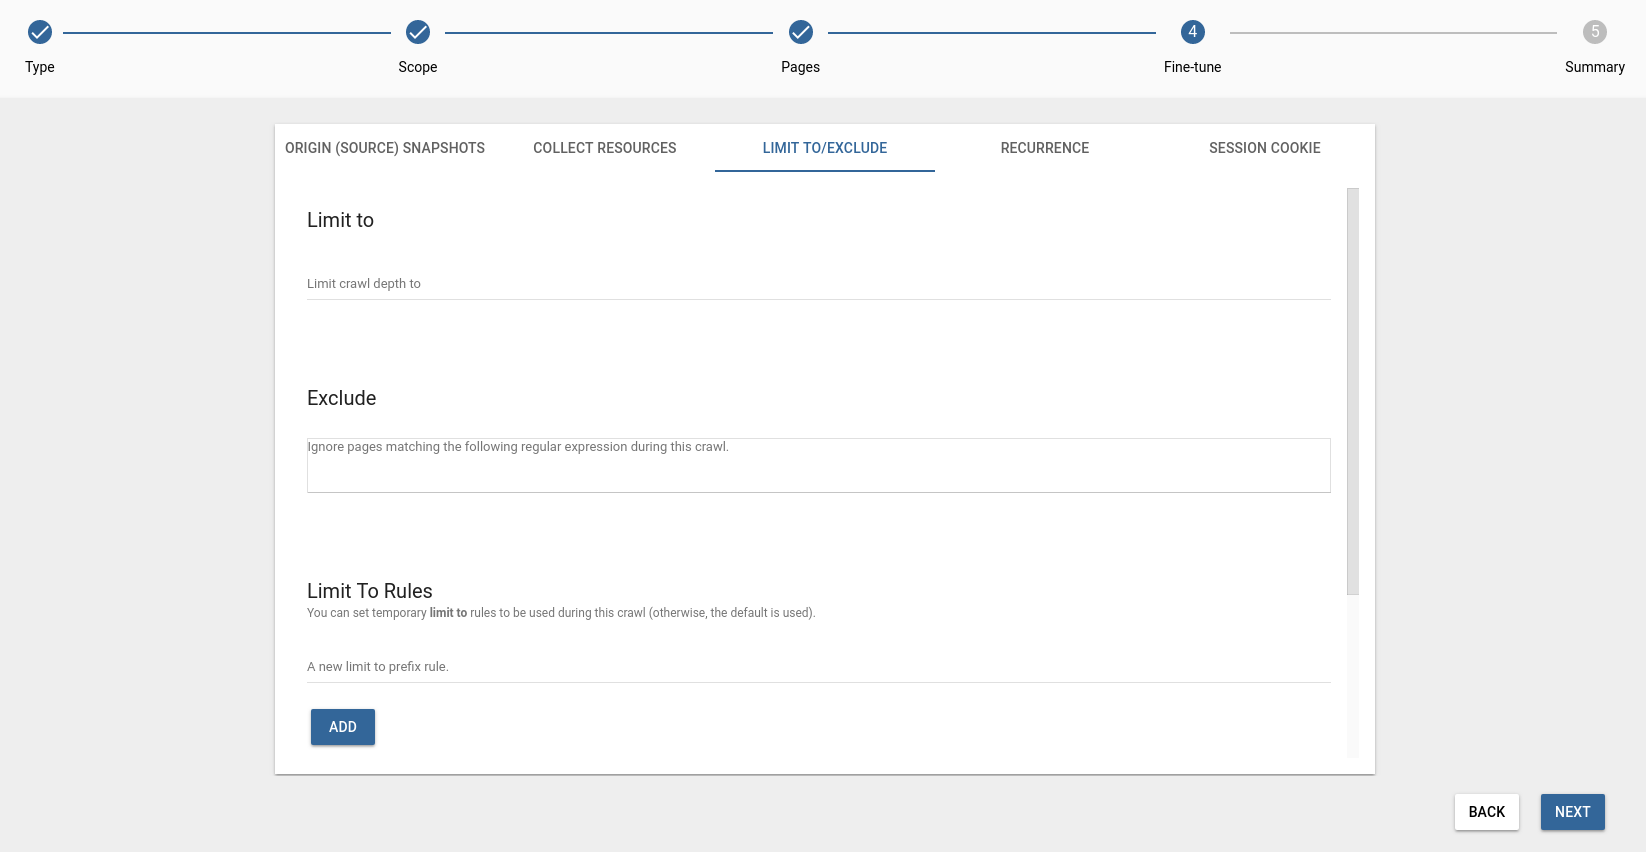 4
5
Type
Scope
Pages
Fine-tune
Summary
ORIGIN (SOURCE) SNAPSHOTS
COLLECT RESOURCES
LIMIT TO/EXCLUDE
RECURRENCE
SESSION COOKIE
Limit to
Limit crawl depth to
Exclude
Ignore pages matching the following regular expression during this crawl.
Limit To Rules
You can set temporary limit to rules to be used during this crawl (otherwise, the default is used).
A new limit to prefix rule.
ADD
BACK
NEXT